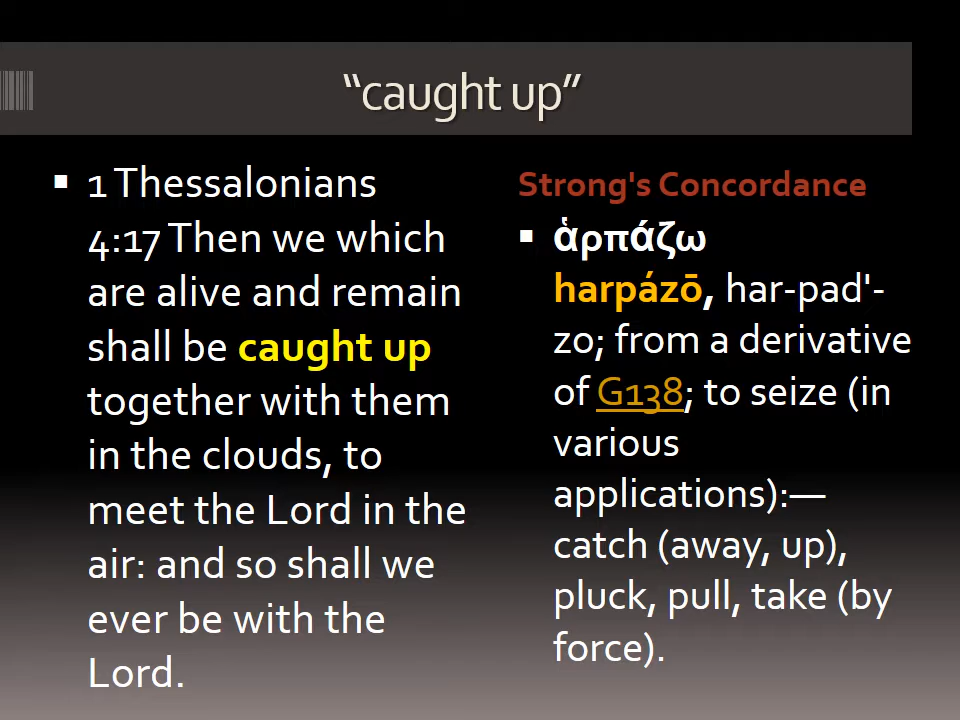 “caught up”
1 Thessalonians
4:17 Then we which
are alive and remain
shall be caught up
together with them
in the clouds, to
meet the Lord in the
air: and so shall we
ever be with the
Lord.
Strong's Concordance
ἁρπάζω
harpázō, har-pad'-
zo; from a derivative
of G138; to seize (in
various
applications):—
catch (away, up),
pluck, pull, take (by
force).